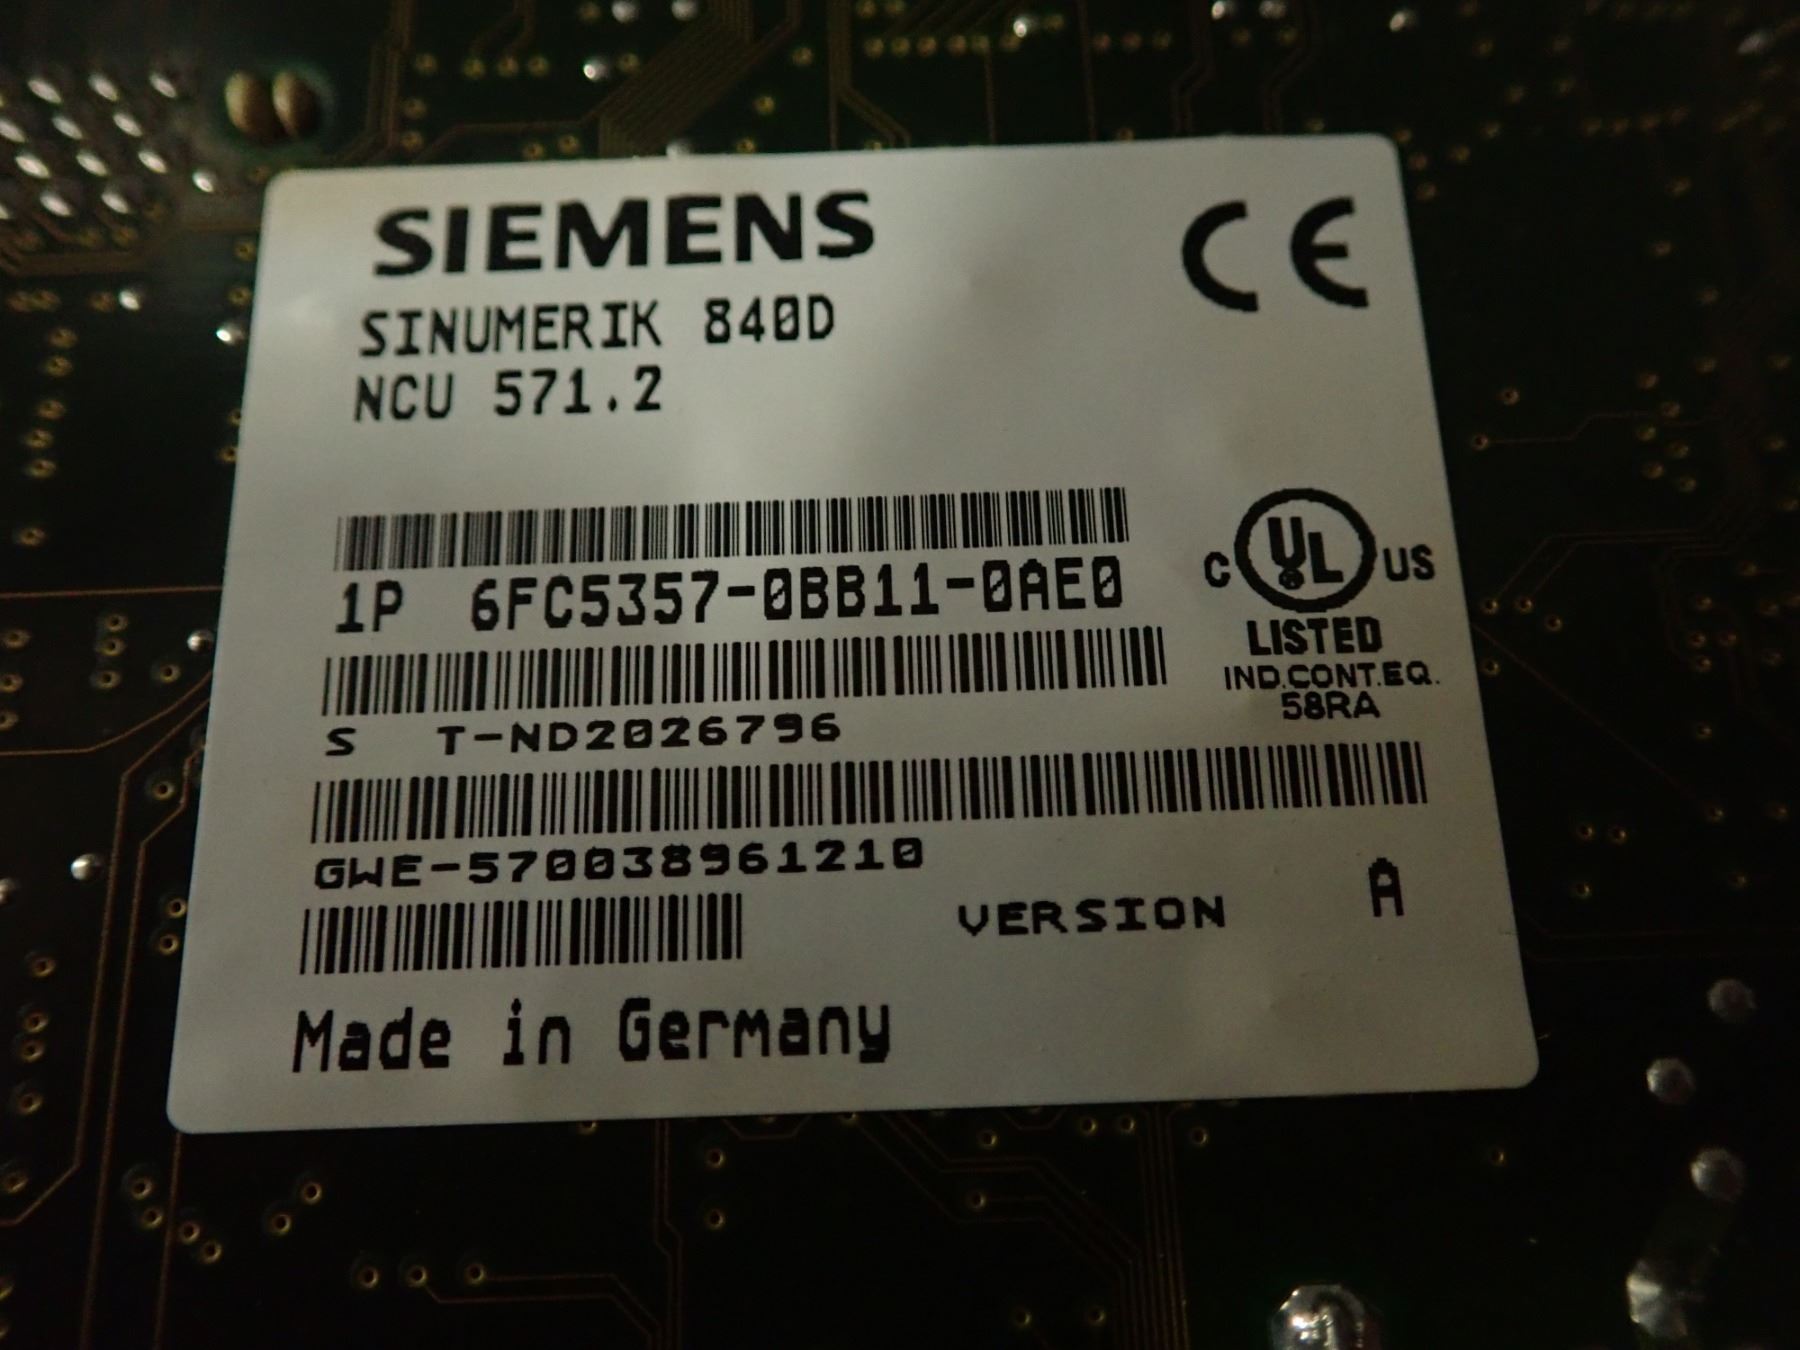 SIEMENS
CE
SINUMERIK 840D
NCU 571.2
1P 6FC5357-0BB11-0AE0
C UL US
LISTED
IND.CONT.EQ.
58RA
S T-ND2026796
GWE-570038961210
VERSION A
Made in Germany